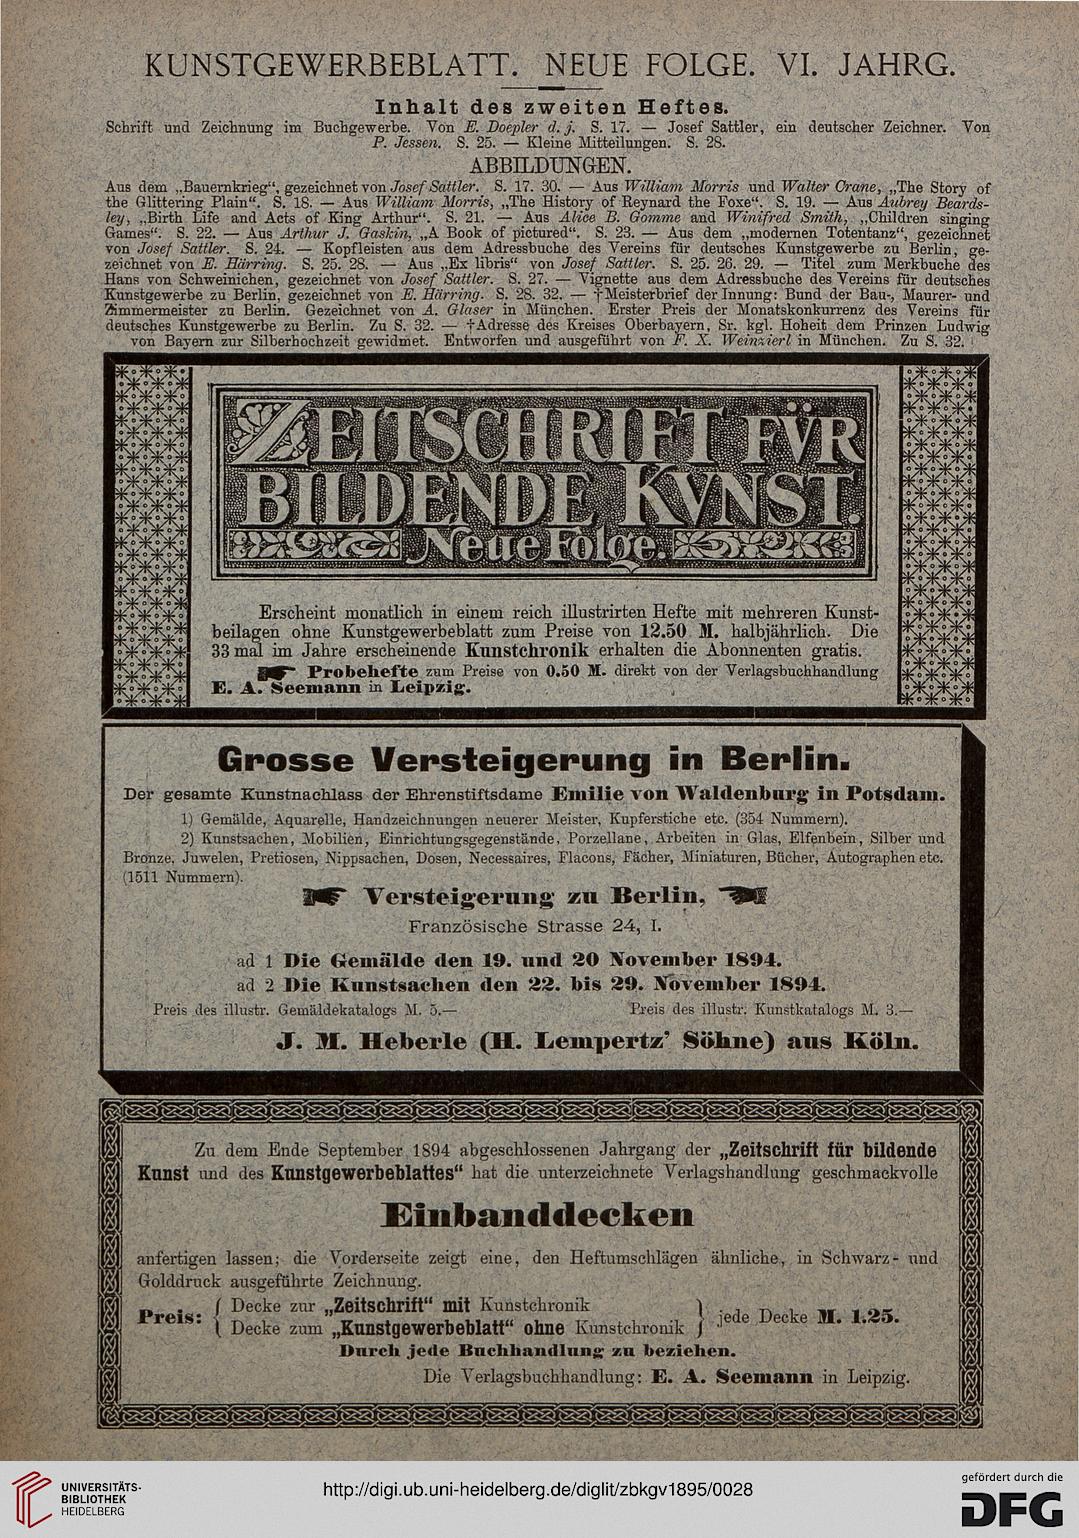 KUNSTGEWERBEBLATT. NEUE FOLGE. VI. JAHRG.
Inhalt des zweiten Heftes.
Schrift und Zeichnung im Buchgewerbe. Von E. Doepler d. j. S. 17. — Josef Sattler, ein deutscher Zeichner. Von
P. Jessen. S. 25. — Kleine Mitteilungen. S. 28.
ABBILDUNGEN.
Aus dem „Bauernkrieg“, gezeichnet von Josef Sattler. S. 17. 30. — Aus William Morris und Walter Crane, „The Story of
the Glittering Plain“. S. 18. — Aus William Morris, „The History of Reynard the Foxe“. S. 19. — Aus Aubrey Beards-
ley, „Birth Life and Acts of King Arthur“. S. 21. — Aus Alice B. Gomme and Winifred Smith, „Children singing
Games“. S. 22. — Aus Arthur J. Gaskin, „A Book of pictured“. S. 23. — Aus dem „modernen Totentanz“, gezeichnet
von Josef Sattler. S. 24. — Kopfleisten aus dem Adressbuche des Vereins für deutsches Kunstgewerbe zu Berlin, ge-
zeichnet von E. Härring. S. 25. 28. — Aus „Ex libris“ von Josef Sattler. S. 25. 26. 29. — Titel zum Merkbuche des
Hans von Schweinichen, gezeichnet von Josef Sattler. S. 27. — Vignette aus dem Adressbuche des Vereins für deutsches
Kunstgewerbe zu Berlin, gezeichnet von E. Härring. S. 28. 32. — †Meisterbrief der Innung: Bund der Bau-, Maurer- und
Zimmermeister zu Berlin. Gezeichnet von A. Glaser in München. Erster Preis der Monatskonkurrenz des Vereins für
deutsches Kunstgewerbe zu Berlin. Zu S. 32. — †Adresse des Kreises Oberbayern, Sr. kgl. Hoheit dem Prinzen Ludwig
von Bayern zur Silberhochzeit gewidmet. Entworfen und ausgeführt von F. X. Weinzierl in München. Zu S. 32.
ZEITSCHRIFT FVR
BILDENDE KVNST.
Neue Folge.
Erscheint monatlich in einem reich illustrirten Hefte mit mehreren Kunst-
beilagen ohne Kunstgewerbeblatt zum Preise von 12.50 M. halbjährlich. Die
33 mal im Jahre erscheinende Kunstchronik erhalten die Abonnenten gratis.
Probehefte zum Preise von 0.50 M. direkt von der Verlagsbuchhandlung
E. A. Seemann in Leipzig.
Grosse Versteigerung in Berlin.
Der gesamte Kunstnachlass der Ehrenstiftsdame Emilie von Waldenburg in Potsdam.
1) Gemälde, Aquarelle, Handzeichnungen neuerer Meister, Kupferstiche etc. (354 Nummern).
2) Kunstsachen, Mobilien, Einrichtungsgegenstände, Porzellane, Arbeiten in Glas, Elfenbein, Silber und
Bronze, Juwelen, Pretiosen, Nippsachen, Dosen, Necessaires, Flacons, Fächer, Miniaturen, Bücher, Autographen etc.
(1511 Nummern).
Versteigerung zu Berlin,
Französische Strasse 24, I.
ad 1 Die Gemälde den 19. und 20 November 1894.
ad 2 Die Kunstsachen den 22. bis 29. November 1894.
Preis des illustr. Gemäldekatalogs M. 5.— Preis des illustr. Kunstkatalogs M. 3.—
J. M. Heberle (H. Lempertz’ Söhne) aus Köln.
Zu dem Ende September 1894 abgeschlossenen Jahrgang der „Zeitschrift für bildende
Kunst und des Kunstgewerbeblattes“ hat die unterzeichnete Verlagshandlung geschmackvolle
Einbanddecken
anfertigen lassen; die Vorderseite zeigt eine, den Heftumschlägen ähnliche, in Schwarz- und
Golddruck ausgeführte Zeichnung.
Preis: { Decke zur „Zeitschrift“ mit Kunstchronik
Decke zum „Kunstgewerbeblatt“ ohne Kunstchronik } jede Decke M. 1.25.
Durch jede Buchhandlung zu beziehen.
Die Verlagsbuchhandlung: E. A. Seemann in Leipzig.
UNIVERSITÄTS-
BIBLIOTHEK
HEIDELBERG
http://digi.ub.uni-heidelberg.de/diglit/zbkgv1895/0028
gefördert durch die
DFG